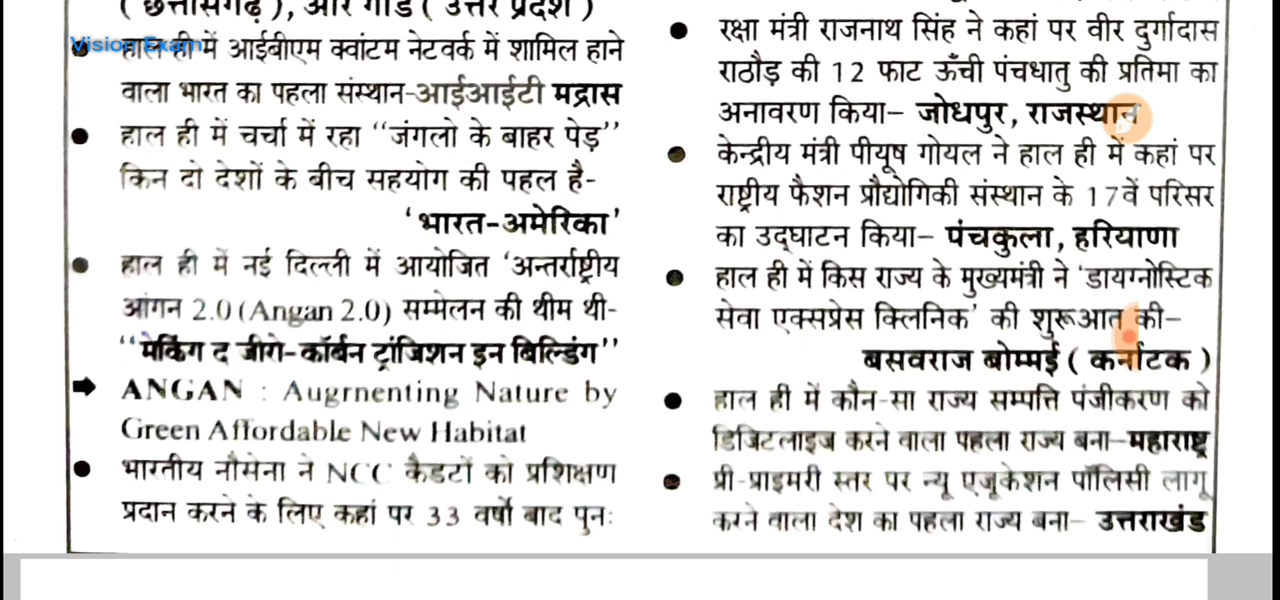 ( छत्तीसगढ़ ), और गोंड ( उत्तर प्रदेश )
Vision Exam
● हाल ही में आईबीएम क्वांटम नेटवर्क में शामिल हाने
वाला भारत का पहला संस्थान-आईआईटी मद्रास
● हाल ही में चर्चा में रहा “जंगलो के बाहर पेड़”
किन दो देशों के बीच सहयोग की पहल है-
‘भारत-अमेरिका’
● हाल ही में नई दिल्ली में आयोजित ‘अन्तर्राष्ट्रीय
आंगन 2.0 (Angan 2.0) सम्मेलन की थीम थी-
“मेकिंग द जीरो-कॉर्बन ट्रांजिशन इन बिल्डिंग”
➡ ANGAN : Augrnenting Nature by
Green Affordable New Habitat
● भारतीय नौसेना ने NCC कैडटों को प्रशिक्षण
प्रदान करने के लिए कहां पर 33 वर्षों बाद पुनः
● रक्षा मंत्री राजनाथ सिंह ने कहां पर वीर दुर्गादास
राठौड़ की 12 फाट ऊँची पंचधातु की प्रतिमा का
अनावरण किया– जोधपुर, राजस्थान
● केन्द्रीय मंत्री पीयूष गोयल ने हाल ही में कहां पर
राष्ट्रीय फैशन प्रौद्योगिकी संस्थान के 17वें परिसर
का उद्घाटन किया– पंचकुला, हरियाणा
● हाल ही में किस राज्य के मुख्यमंत्री ने ‘डायग्नोस्टिक
सेवा एक्सप्रेस क्लिनिक’ की शुरूआत की–
बसवराज बोम्मई ( कर्नाटक )
● हाल ही में कौन-सा राज्य सम्पत्ति पंजीकरण को
डिजिटलाइज करने वाला पहला राज्य बना–महाराष्ट्र
● प्री-प्राइमरी स्तर पर न्यू एजूकेशन पॉलिसी लागू
करने वाला देश का पहला राज्य बना– उत्तराखंड